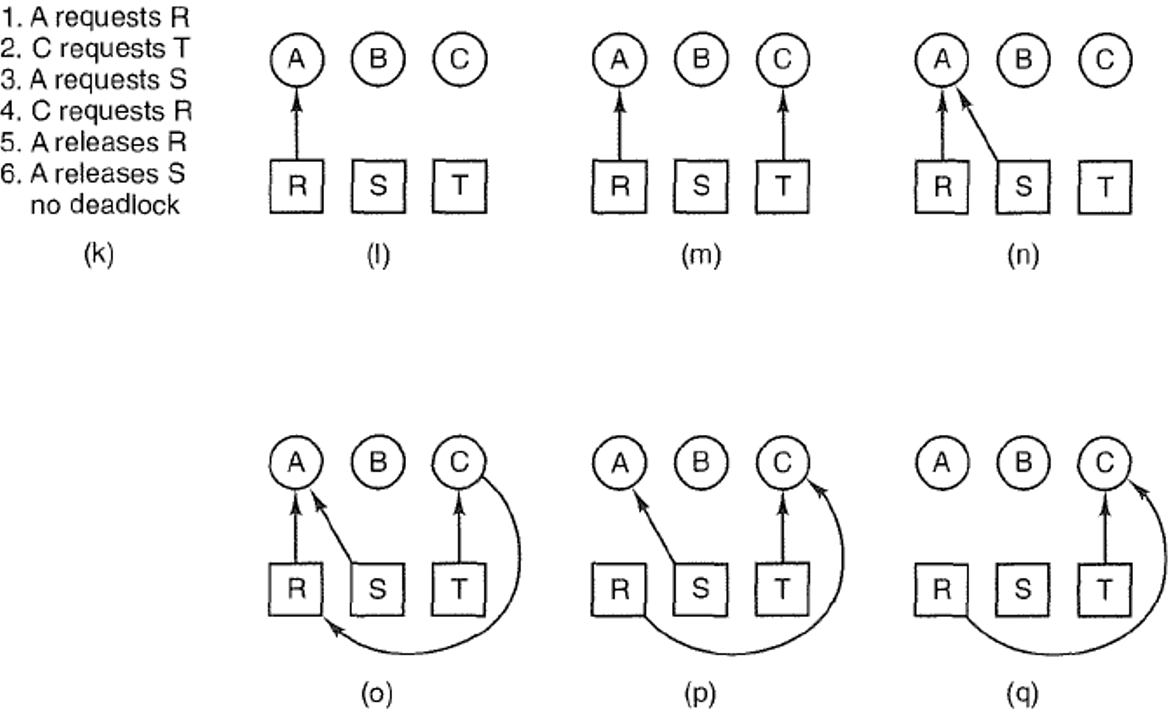 1. A requests R
2. C requests T
3. A requests S
4. C requests R
5. A releases R
6. A releases S
no deadlock
(k)
A B C
R S T
(l)
A B C
R S T
(m)
A B C
R S T
(n)
A B C
R S T
(o)
A B C
R S T
(p)
A B C
R S T
(q)